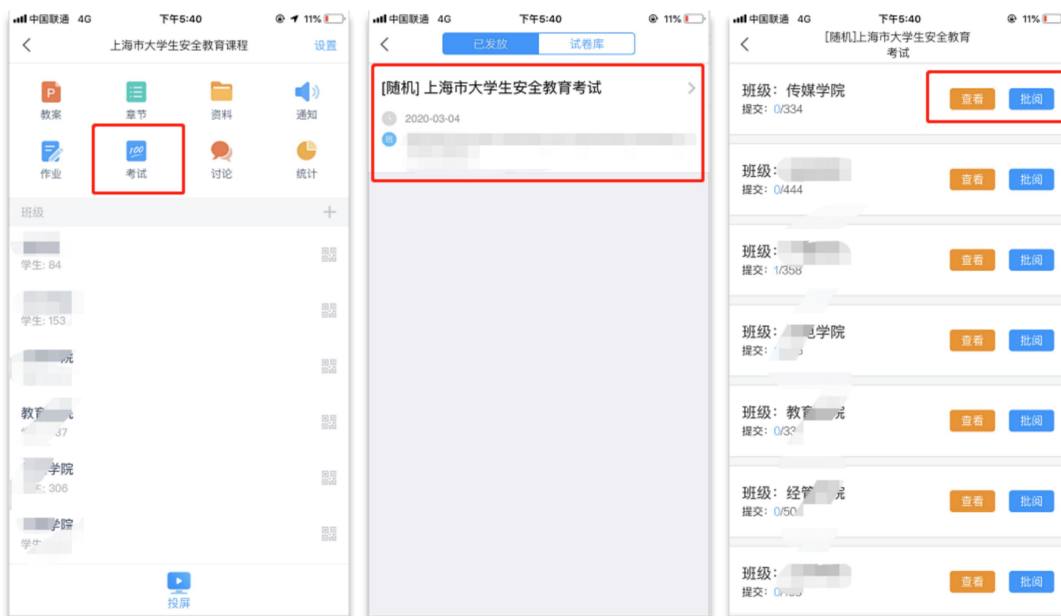 中国联通 4G 下午5:40 11%
上海市大学生安全教育课程 设置
教案 章节 资料 通知
作业 考试 讨论 统计
班级
学生: 84
学生: 153
院
教育
37
学院
306
学院
投屏
中国联通 4G 下午5:40 11%
已发放 试卷库
[随机] 上海市大学生安全教育考试
2020-03-04
班
中国联通 4G 下午5:40 11%
[随机]上海市大学生安全教育
考试
班级：传媒学院
提交：0/334
查看 批阅
班级：
提交：0/444
查看 批阅
班级：
提交：1/358
查看 批阅
班级： 学院
提交：
查看 批阅
班级：教育 院
提交：0/33
查看 批阅
班级：经管 院
提交：0/50
查看 批阅
班级：
提交：0/
查看 批阅